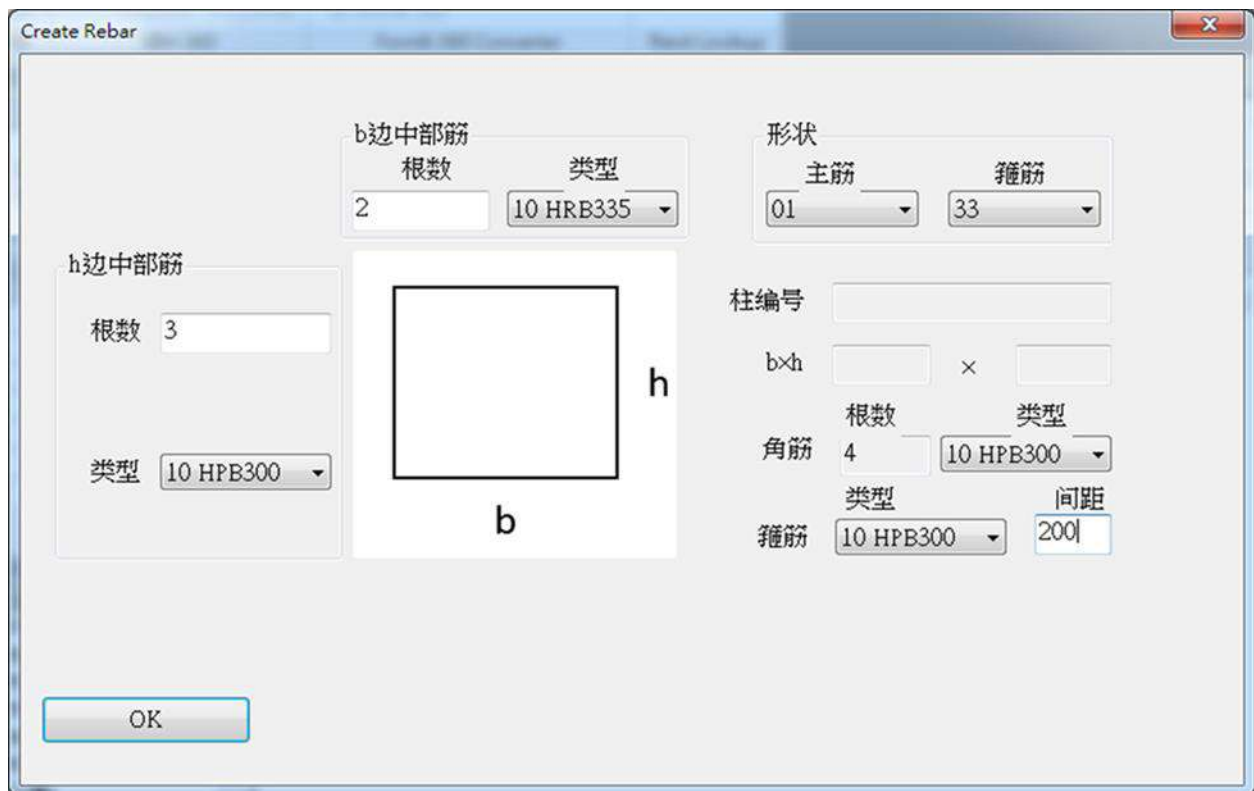 Create Rebar
b边中部筋
根数 类型
2 10 HRB335
形状
主筋 箍筋
01 33
h边中部筋
根数 3
类型 10 HPB300
h
b
柱编号
b×h ×
根数 类型
角筋 4 10 HPB300
类型 间距
箍筋 10 HPB300 200
OK